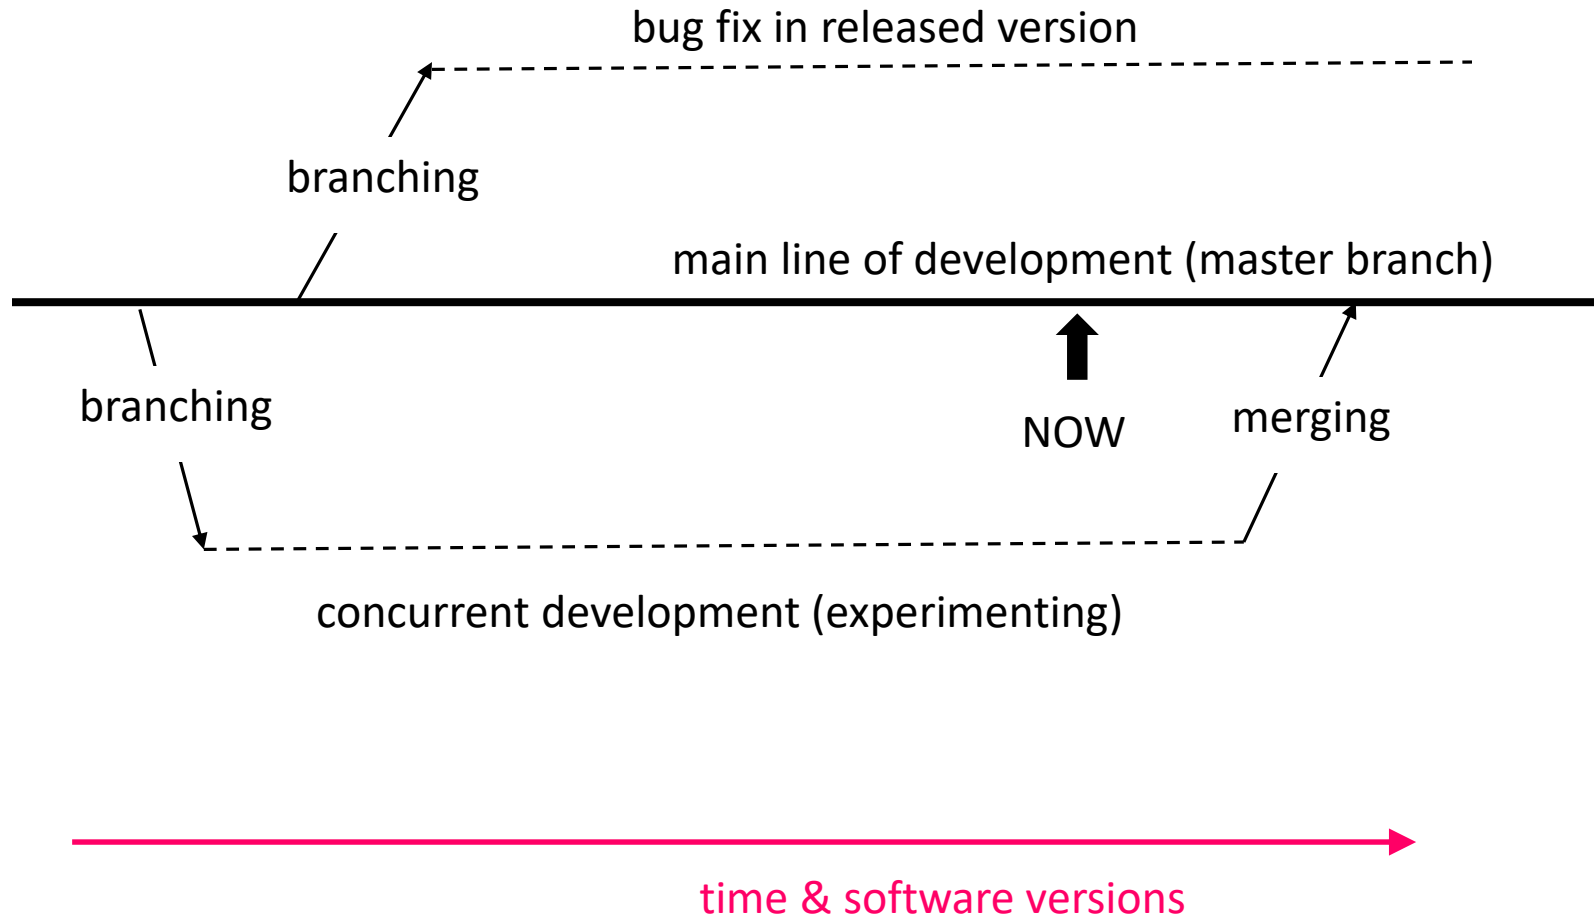 bug fix in released version
branching
main line of development (master branch)
branching
NOW
merging
concurrent development (experimenting)
time & software versions